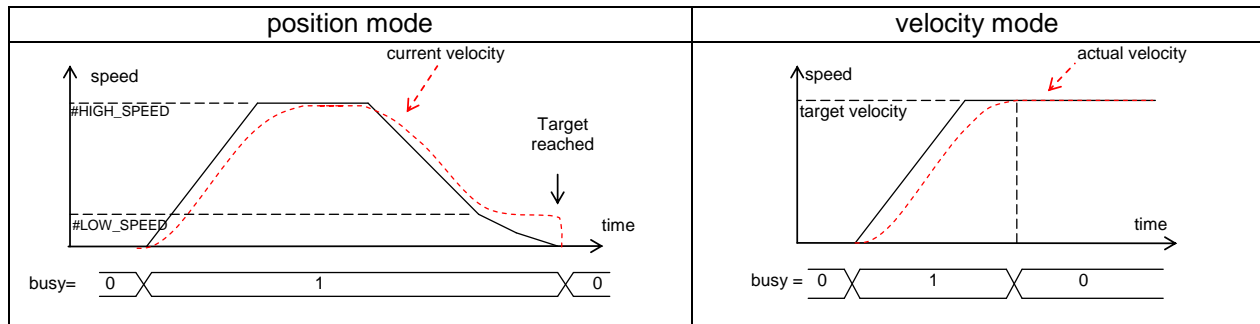 position mode
current velocity
speed
#HIGH_SPEED
Target
reached
#LOW_SPEED
time
busy= 0 1 0
velocity mode
actual velocity
speed
target velocity
time
busy = 0 1 0